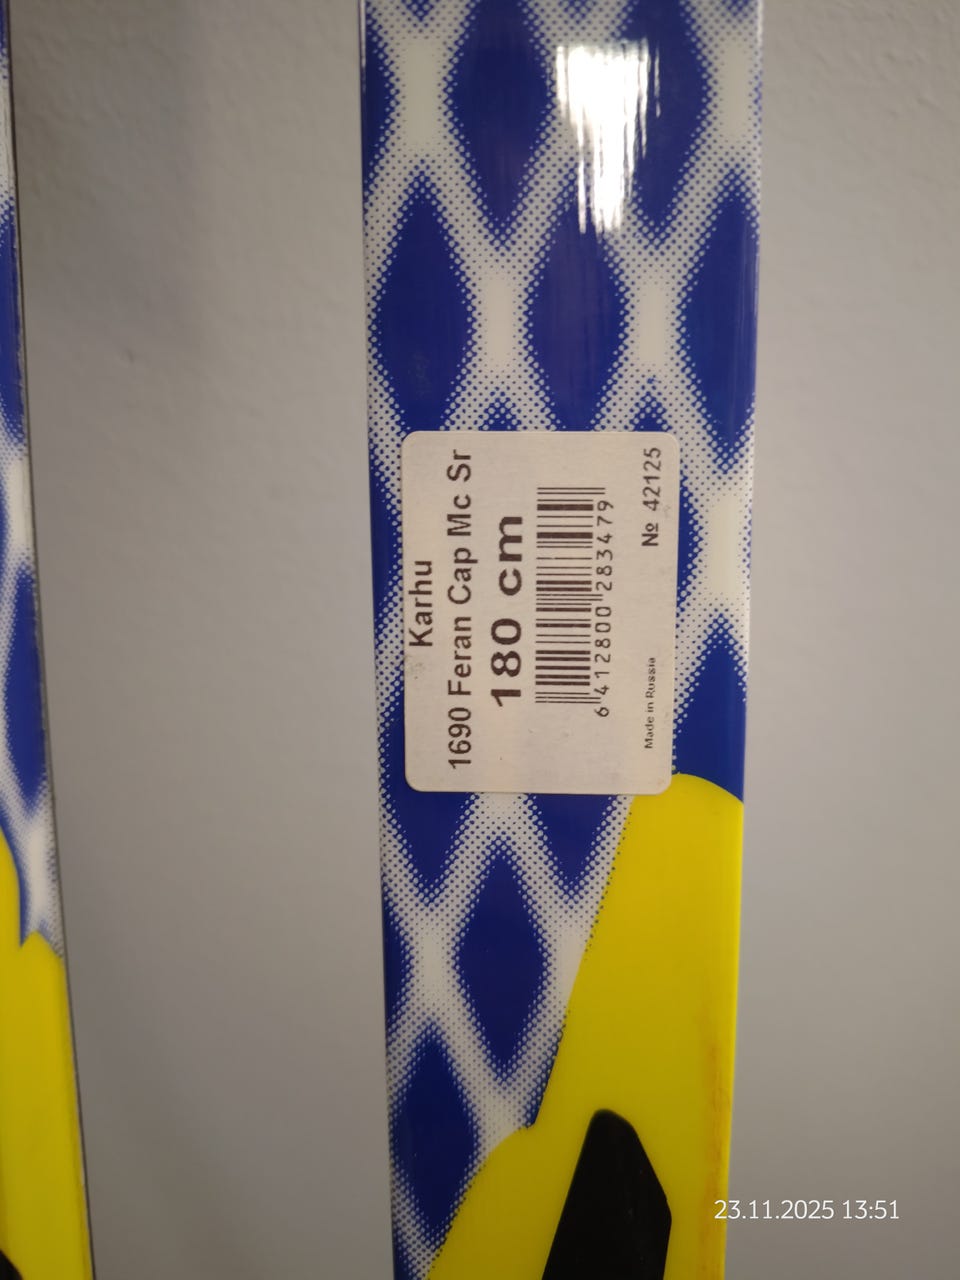 Karhu
1690 Feran Cap Mc Sr
180 cm
6 412800 283479
Made in Russia
№ 42125
23.11.2025 13:51